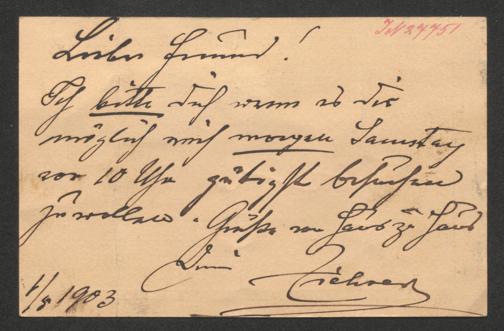 IN 27751
Lieber Freund!
Ich bitte dich wenn es dir
möglich mich morgen Samstag
vor 10 Uhr gütigst besuchen
zu wollen. Grüße von Haus zu Haus
Dein
1/5 1903